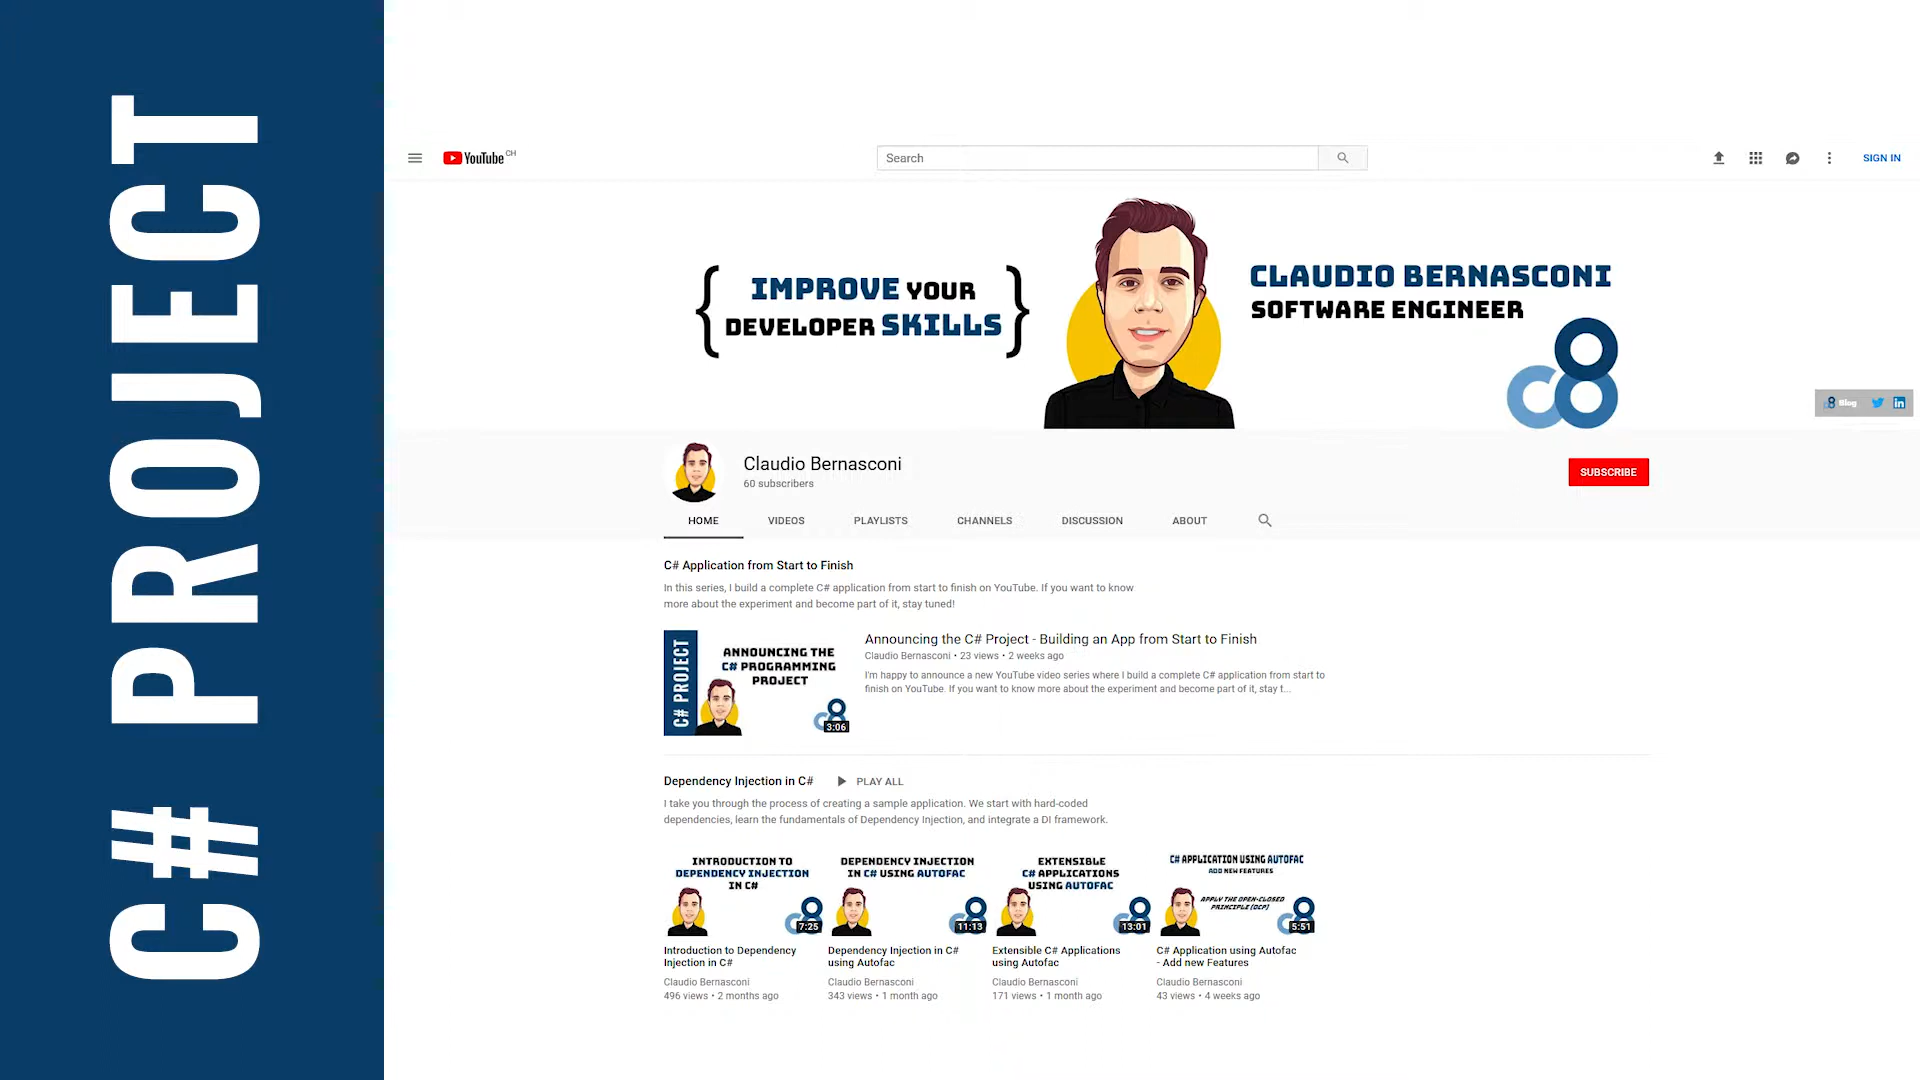 C# PROJECT
YouTube CH
Search
SIGN IN
{ IMPROVE YOUR
DEVELOPER SKILLS }
CLAUDIO BERNASCONI
SOFTWARE ENGINEER
c8
c8 Blog
Claudio Bernasconi
60 subscribers
SUBSCRIBE
HOME VIDEOS PLAYLISTS CHANNELS DISCUSSION ABOUT
C# Application from Start to Finish
In this series, I build a complete C# application from start to finish on YouTube. If you want to know
more about the experiment and become part of it, stay tuned!
C# PROJECT
ANNOUNCING THE
C# PROGRAMMING
PROJECT
c8
3:06
Announcing the C# Project - Building an App from Start to Finish
Claudio Bernasconi • 23 views • 2 weeks ago
I'm happy to announce a new YouTube video series where I build a complete C# application from start to
finish on YouTube. If you want to know more about the experiment and become part of it, stay t...
Dependency Injection in C# PLAY ALL
I take you through the process of creating a sample application. We start with hard-coded
dependencies, learn the fundamentals of Dependency Injection, and integrate a DI framework.
INTRODUCTION TO
DEPENDENCY INJECTION
IN C#
c8
7:25
Introduction to Dependency
Injection in C#
Claudio Bernasconi
496 views • 2 months ago
DEPENDENCY INJECTION
IN C# USING AUTOFAC
c8
11:13
Dependency Injection in C#
using Autofac
Claudio Bernasconi
343 views • 1 month ago
EXTENSIBLE
C# APPLICATIONS
USING AUTOFAC
c8
13:01
Extensible C# Applications
using Autofac
Claudio Bernasconi
171 views • 1 month ago
C# APPLICATION USING AUTOFAC
ADD NEW FEATURES
APPLY THE OPEN-CLOSED
PRINCIPLE (OCP)
c8
5:51
C# Application using Autofac
- Add new Features
Claudio Bernasconi
43 views • 4 weeks ago